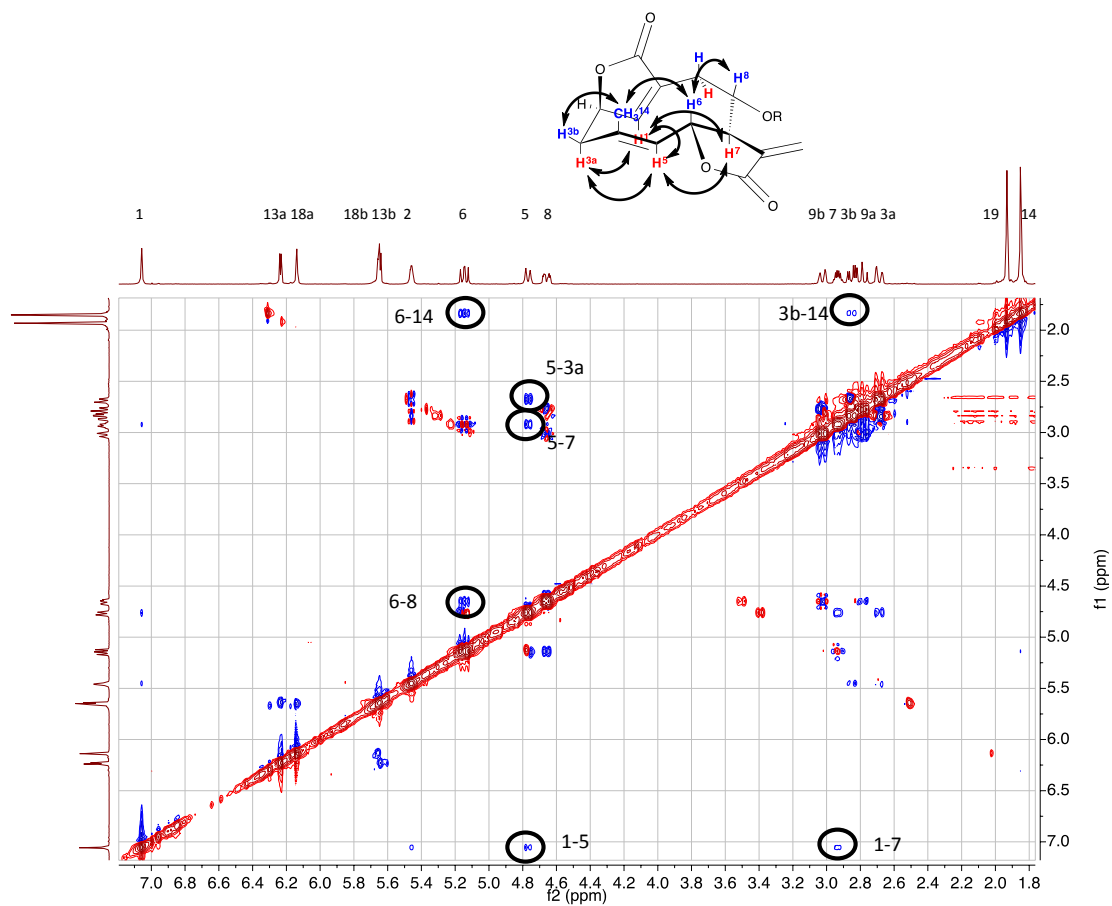 O
O
H
H⁸
H
H,
CH₃¹⁴
H⁶
OR
H³ᵇ
H¹
H⁷
H³ᵃ
H⁵
O
O
1 13a 18a 18b 13b 2 6 5 8 9b 7 3b 9a 3a 19 14
6-14 3b-14
5-3a
5-7
6-8
1-5 1-7
2.0
2.5
3.0
3.5
4.0
4.5
5.0
5.5
6.0
6.5
7.0
f1 (ppm)
7.0 6.8 6.6 6.4 6.2 6.0 5.8 5.6 5.4 5.2 5.0 4.8 4.6 4.4 4.2 4.0 3.8 3.6 3.4 3.2 3.0 2.8 2.6 2.4 2.2 2.0 1.8
f2 (ppm)